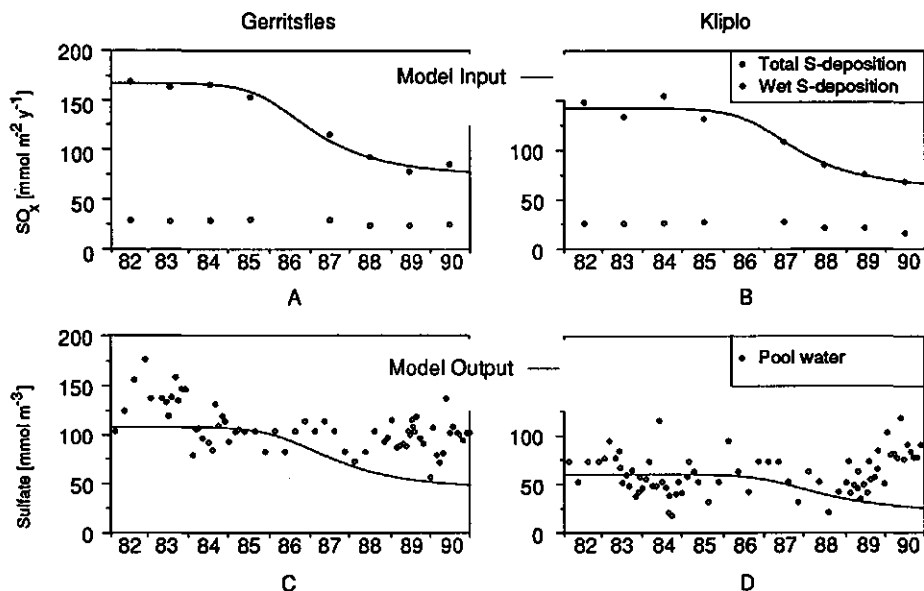 Gerritsfles
Kliplo
200
150
100
50
0
SOx [mmol m-2 y-1]
Model Input
Total S-deposition
Wet S-deposition
150
100
50
0
82 83 84 85 86 87 88 89 90
82 83 84 85 86 87 88 89 90
A
B
200
150
100
50
0
Sulfate [mmol m-3]
Model Output
Pool water
150
100
50
0
82 83 84 85 86 87 88 89 90
82 83 84 85 86 87 88 89 90
C
D